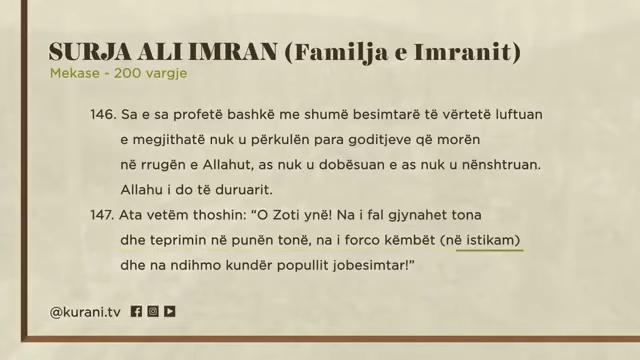 SURJA ALI IMRAN (Familja e Imranit)
Mekase - 200 vargje
146. Sa e sa profetë bashkë me shumë besimtarë të vërtetë luftuan
e megjithatë nuk u përkulën para goditjeve që morën
në rrugën e Allahut, as nuk u dobësuan e as nuk u nënshtruan.
Allahu i do të duruarit.
147. Ata vetëm thoshin: “O Zoti ynë! Na i fal gjynahet tona
dhe teprimin në punën tonë, na i forco këmbët (në istikam)
dhe na ndihmo kundër popullit jobesimtar!”
@kurani.tv